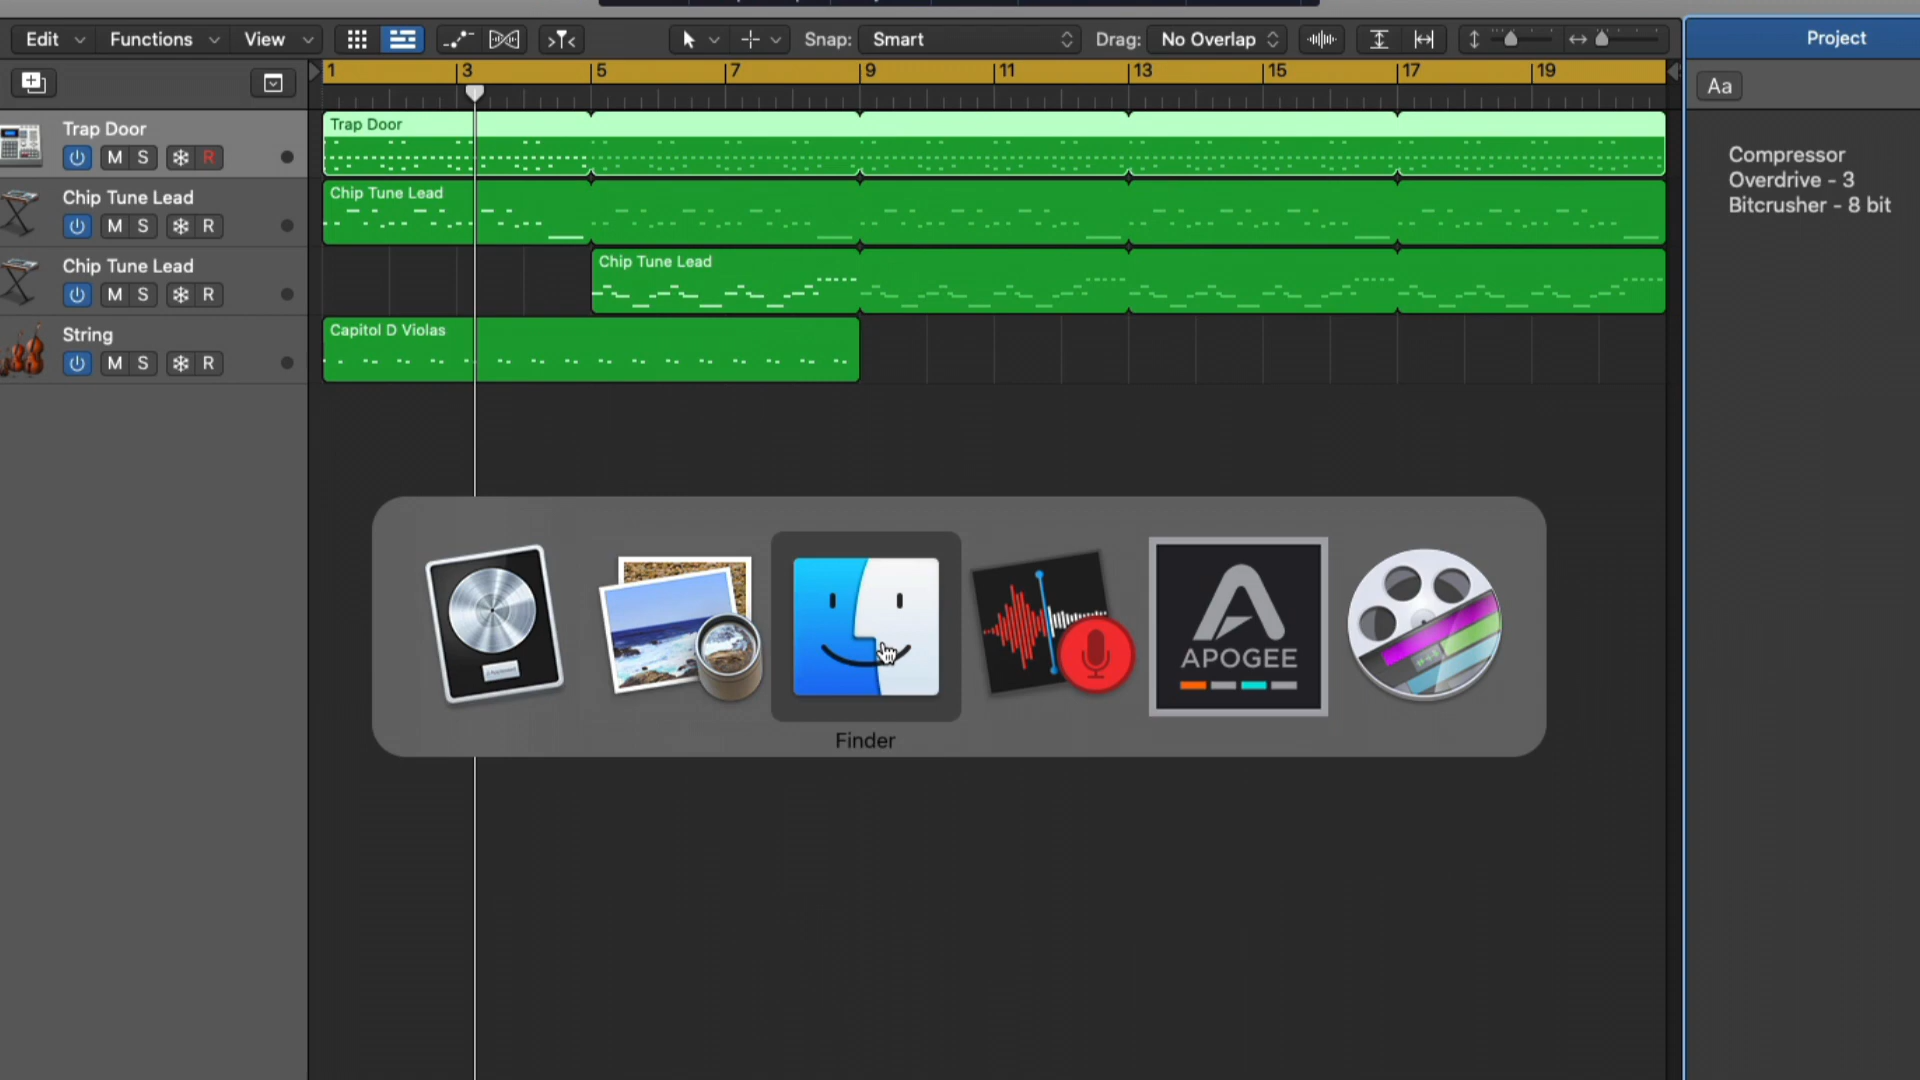 Edit Functions View Snap: Smart Drag: No Overlap Project
1 3 5 7 9 11 13 15 17 19
Aa
Trap Door
M S R
Trap Door
Compressor
Overdrive - 3
Bitcrusher - 8 bit
Chip Tune Lead
M S R
Chip Tune Lead
Chip Tune Lead
M S R
Chip Tune Lead
String
M S R
Capitol D Violas
APOGEE
Finder